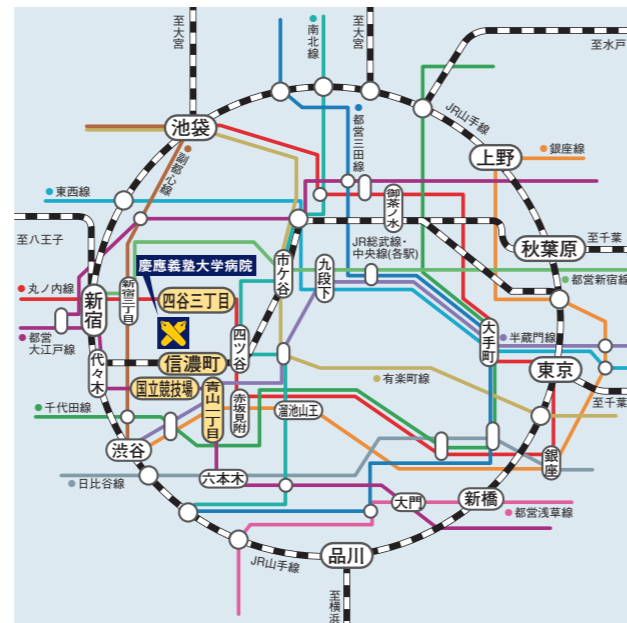 至大宮
南北線
至大宮
至水戸
JR山手線
池袋
都営三田線
上野
銀座線
副都心線
東西線
御茶ノ水
至八王子
JR総武線・
中央線(各駅)
秋葉原
至千葉
慶應義塾大学病院
市ケ谷
九段下
都営新宿線
丸ノ内線
新宿
新宿三丁目
四谷三丁目
四ツ谷
大手町
半蔵門線
都営
大江戸線
代々木
信濃町
東京
国立競技場
青山一丁目
赤坂見附
有楽町線
至千葉
千代田線
溜池山王
渋谷
銀座
日比谷線
六本木
大門
新橋
都営浅草線
JR山手線
品川
至横浜